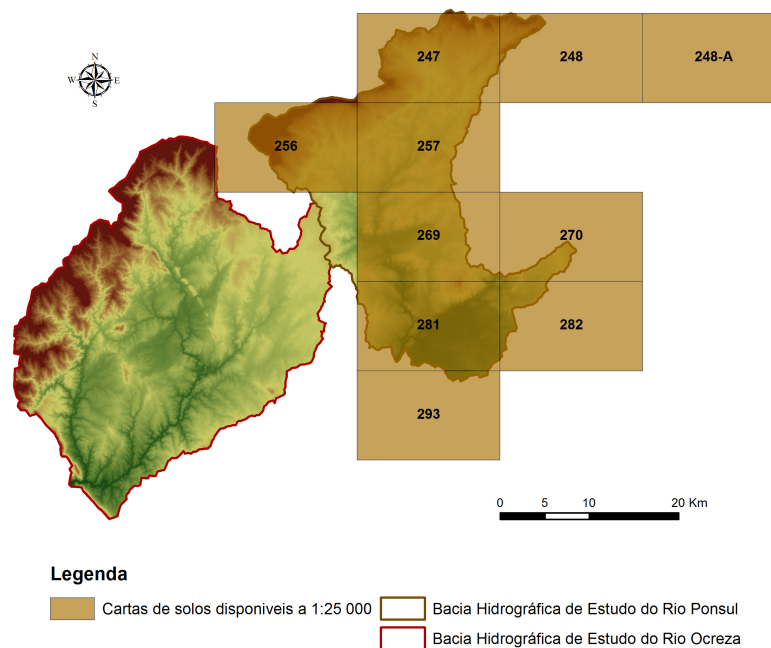 247
248
248-A
N
W
E
S
256
257
269
270
281
282
293
0 5 10 20 Km
Legenda
Cartas de solos disponiveis a 1:25 000
Bacia Hidrográfica de Estudo do Rio Ponsul
Bacia Hidrográfica de Estudo do Rio Ocreza